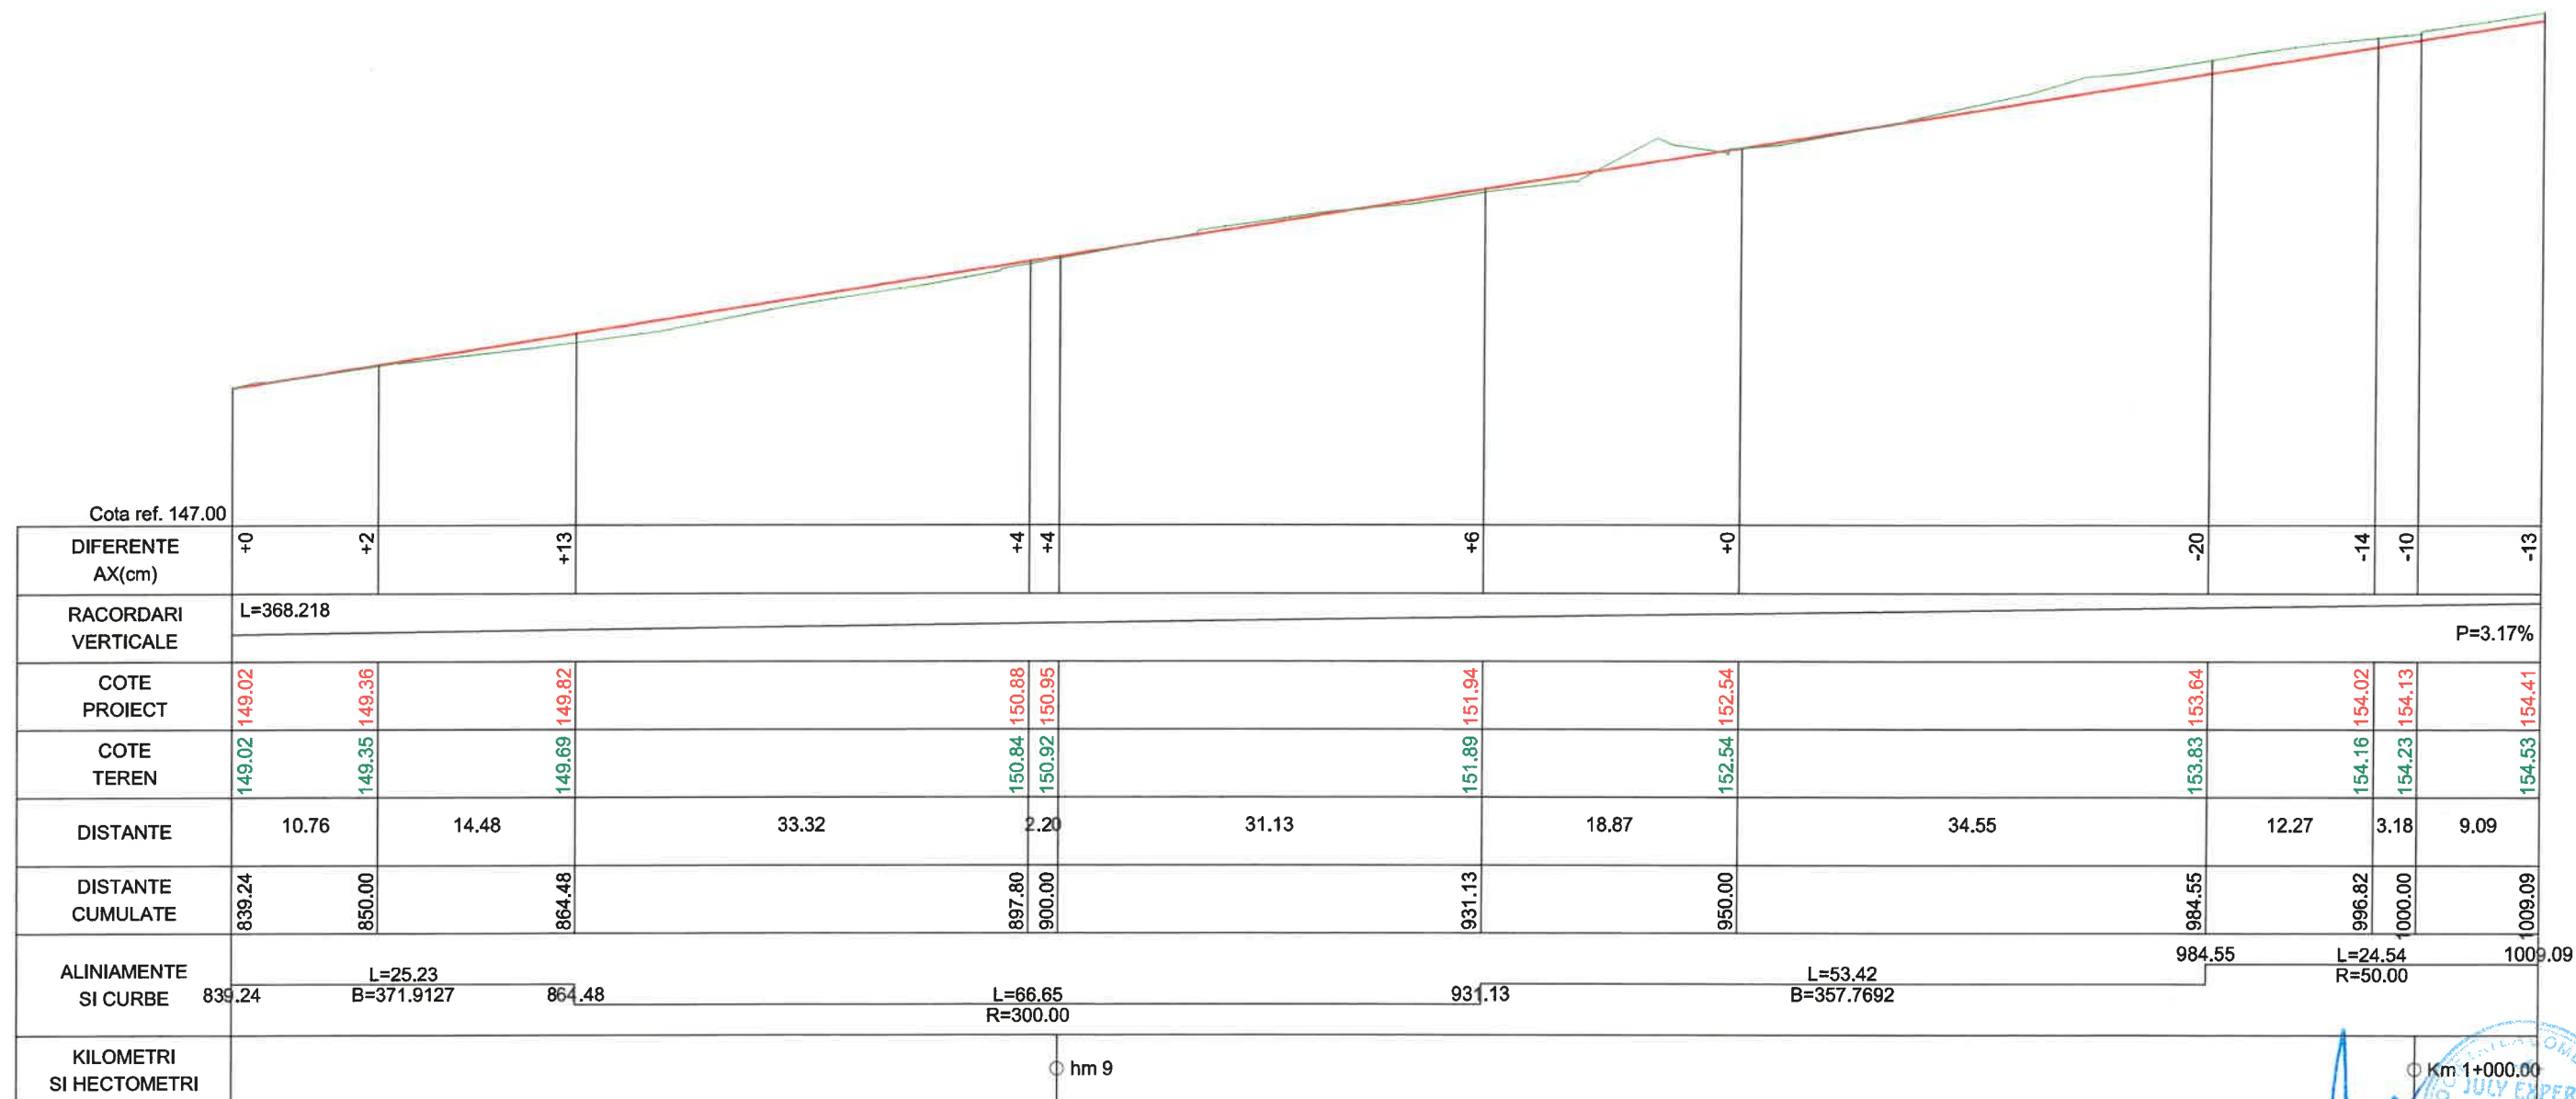 Cota ref. 147.00
DIFERENTE
AX(cm)
+0 +2 +13 +4 +4 +6 +0 -20 -14 -10 -13
RACORDARI
VERTICALE
L=368.218
P=3.17%
COTE
PROIECT
149.02 149.36 149.82 150.88 150.95 151.94 152.54 153.64 154.02 154.13 154.41
COTE
TEREN
149.02 149.35 149.69 150.84 150.92 151.89 152.54 153.83 154.16 154.23 154.53
DISTANTE
10.76 14.48 33.32 2.20 31.13 18.87 34.55 12.27 3.18 9.09
DISTANTE
CUMULATE
839.24 850.00 864.48 897.80 900.00 931.13 950.00 984.55 996.82 1000.00 1009.09
ALINIAMENTE
SI CURBE
839.24
L=25.23
B=371.9127
864.48
L=66.65
R=300.00
931.13
L=53.42
B=357.7692
984.55
L=24.54
R=50.00
1009.09
KILOMETRI
SI HECTOMETRI
hm 9
Km 1+000.00
JULY